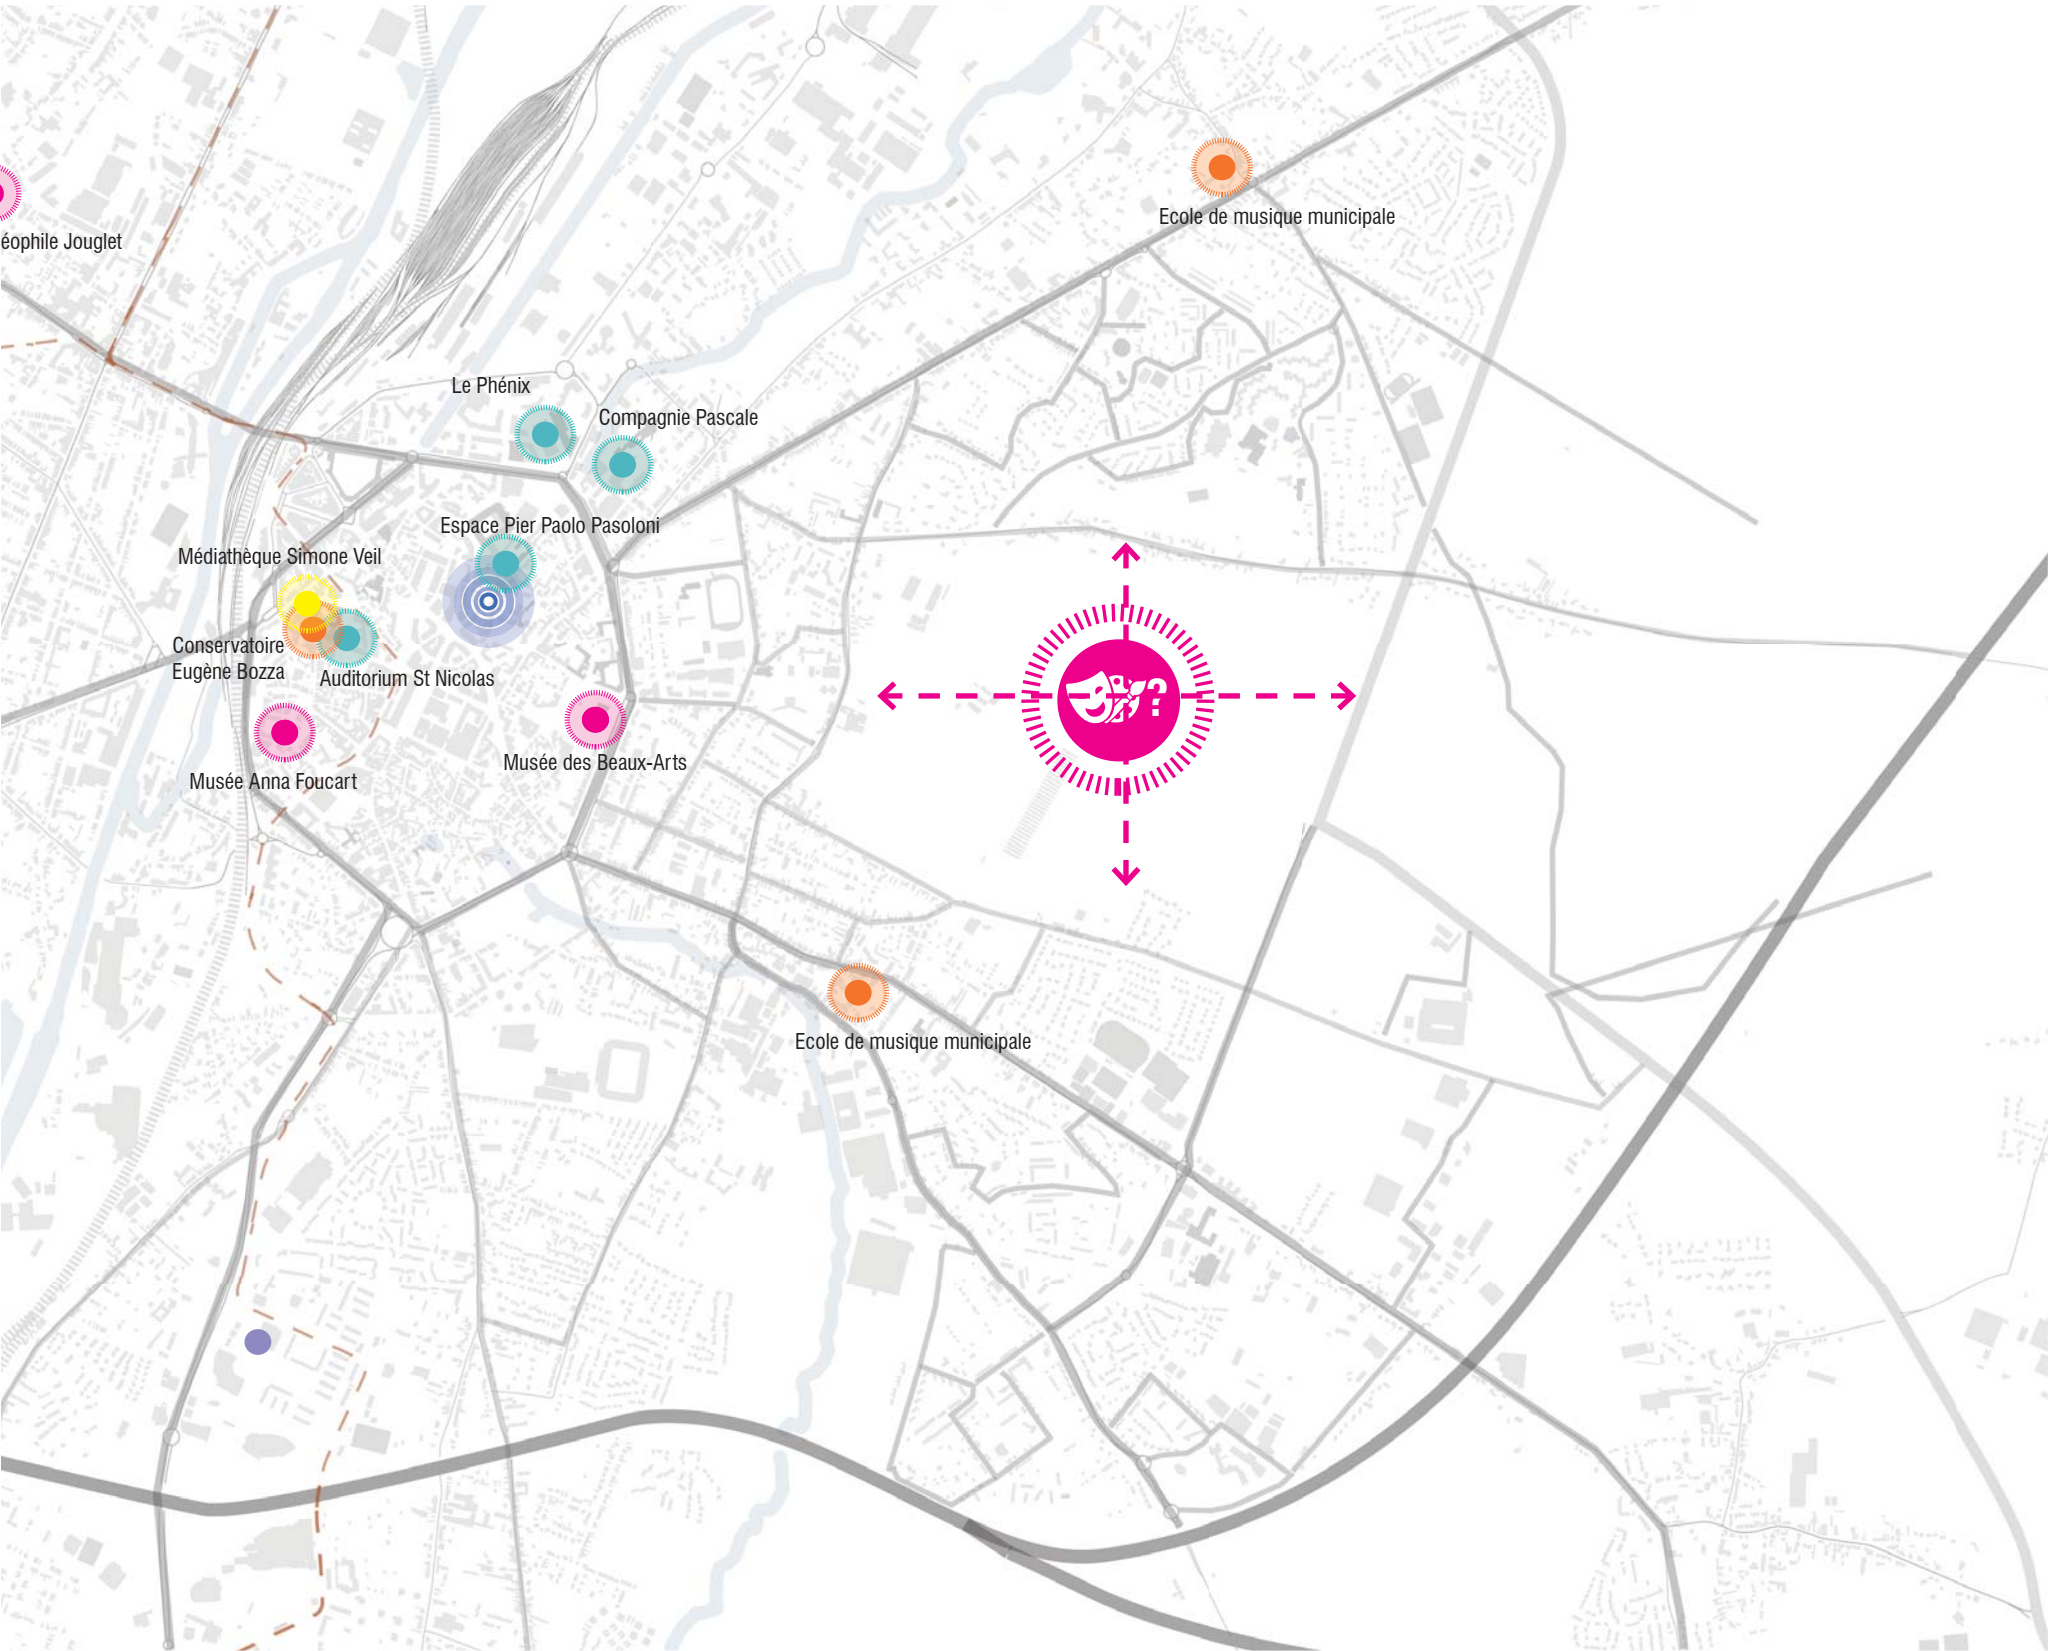 Ecole de musique municipale
éophile Jouglet
Le Phénix
Compagnie Pascale
Espace Pier Paolo Pasoloni
Médiathèque Simone Veil
Conservatoire
Eugène Bozza
Auditorium St Nicolas
?
Musée des Beaux-Arts
Musée Anna Foucart
Ecole de musique municipale